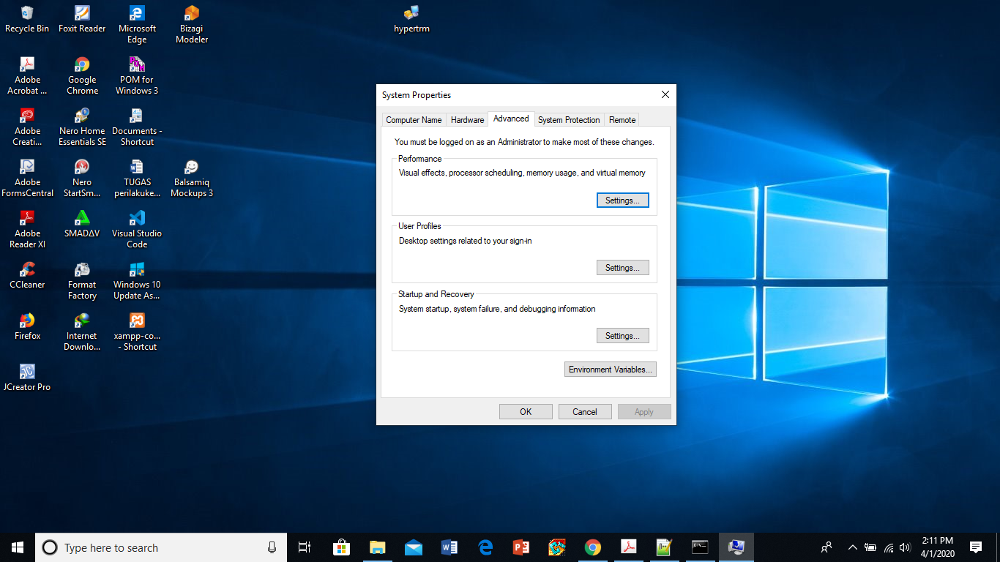 Recycle Bin
Foxit Reader
Microsoft
Edge
Bizagi
Modeler
hypertrm
Adobe
Acrobat ...
Google
Chrome
POM for
Windows 3
Adobe
Creati...
Nero Home
Essentials SE
Documents -
Shortcut
Adobe
FormsCentral
Nero
StartSm...
TUGAS
perilakuke...
Balsamiq
Mockups 3
Adobe
Reader XI
SMADΔV
Visual Studio
Code
CCleaner
Format
Factory
Windows 10
Update As...
Firefox
Internet
Downlo...
xampp-co...
- Shortcut
JCreator Pro
System Properties
Computer Name
Hardware
Advanced
System Protection
Remote
You must be logged on as an Administrator to make most of these changes.
Performance
Visual effects, processor scheduling, memory usage, and virtual memory
Settings...
User Profiles
Desktop settings related to your sign-in
Settings...
Startup and Recovery
System startup, system failure, and debugging information
Settings...
Environment Variables...
OK
Cancel
Apply
Type here to search
2:11 PM
4/1/2020